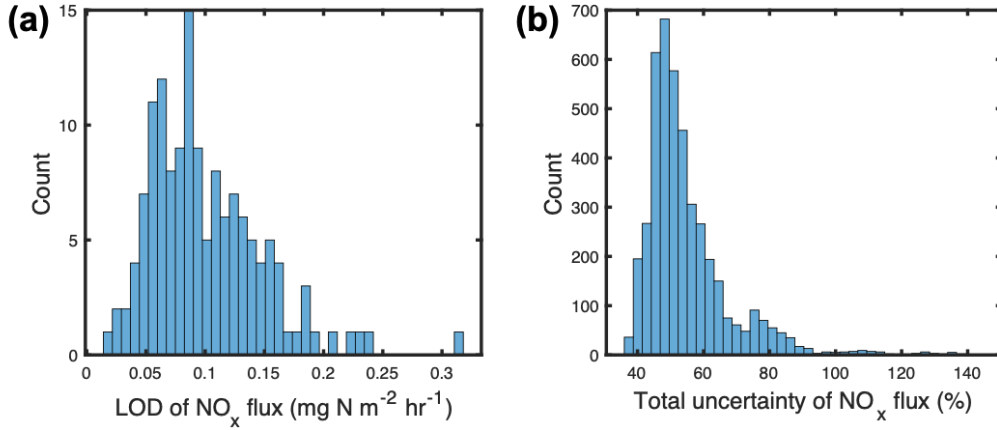 (a)
15
10
5
0
Count
0 0.05 0.1 0.15 0.2 0.25 0.3
LOD of NOx flux (mg N m-2 hr-1)
(b)
700
600
500
400
300
200
100
0
Count
40 60 80 100 120 140
Total uncertainty of NOx flux (%)